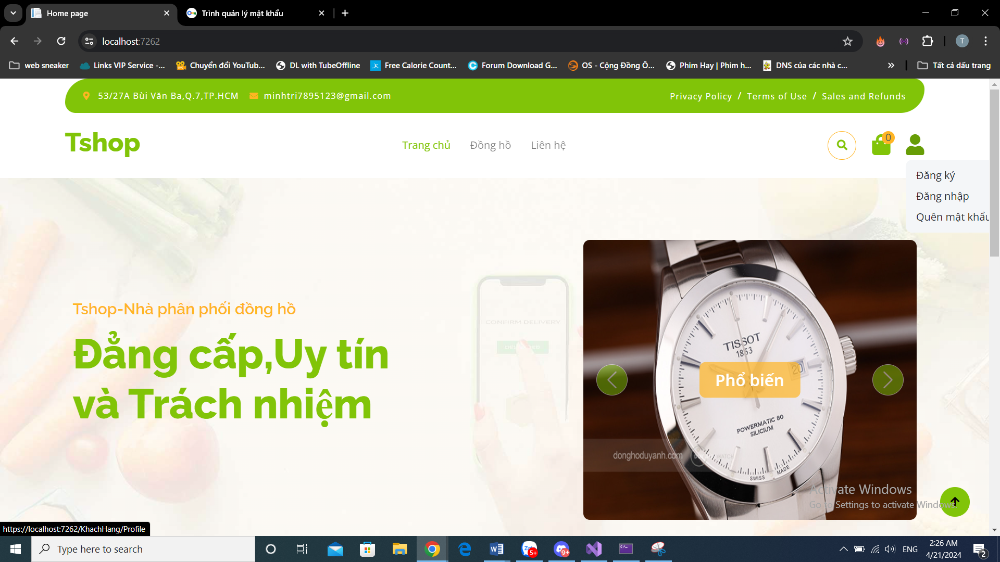 Home page
Trình quản lý mật khẩu
localhost:7262
T
web sneaker
Links VIP Service -...
Chuyển đổi YouTub...
DL with TubeOffline
Free Calorie Count...
Forum Download G...
OS - Cộng Đồng Ô...
Phim Hay | Phim h...
DNS của các nhà c...
Tất cả dấu trang
53/27A Bùi Văn Ba,Q.7,TP.HCM
minhtri7895123@gmail.com
Privacy Policy / Terms of Use / Sales and Refunds
Tshop
Trang chủ
Đồng hồ
Liên hệ
0
Đăng ký
Đăng nhập
Quên mật khẩu
CONFIRM DELIVERY
Tshop-Nhà phân phối đồng hồ
Đẳng cấp,Uy tín
và Trách nhiệm
TISSOT
1853
20
Phổ biến
POWERMATIC 80
SILICIUM
donghoduyanh.com
WATCH
SWISS MADE
Activate Windows
Go to Settings to activate Windows.
https://localhost:7262/KhachHang/Profile
Type here to search
5+
9+
ENG
2:26 AM
4/21/2024
2